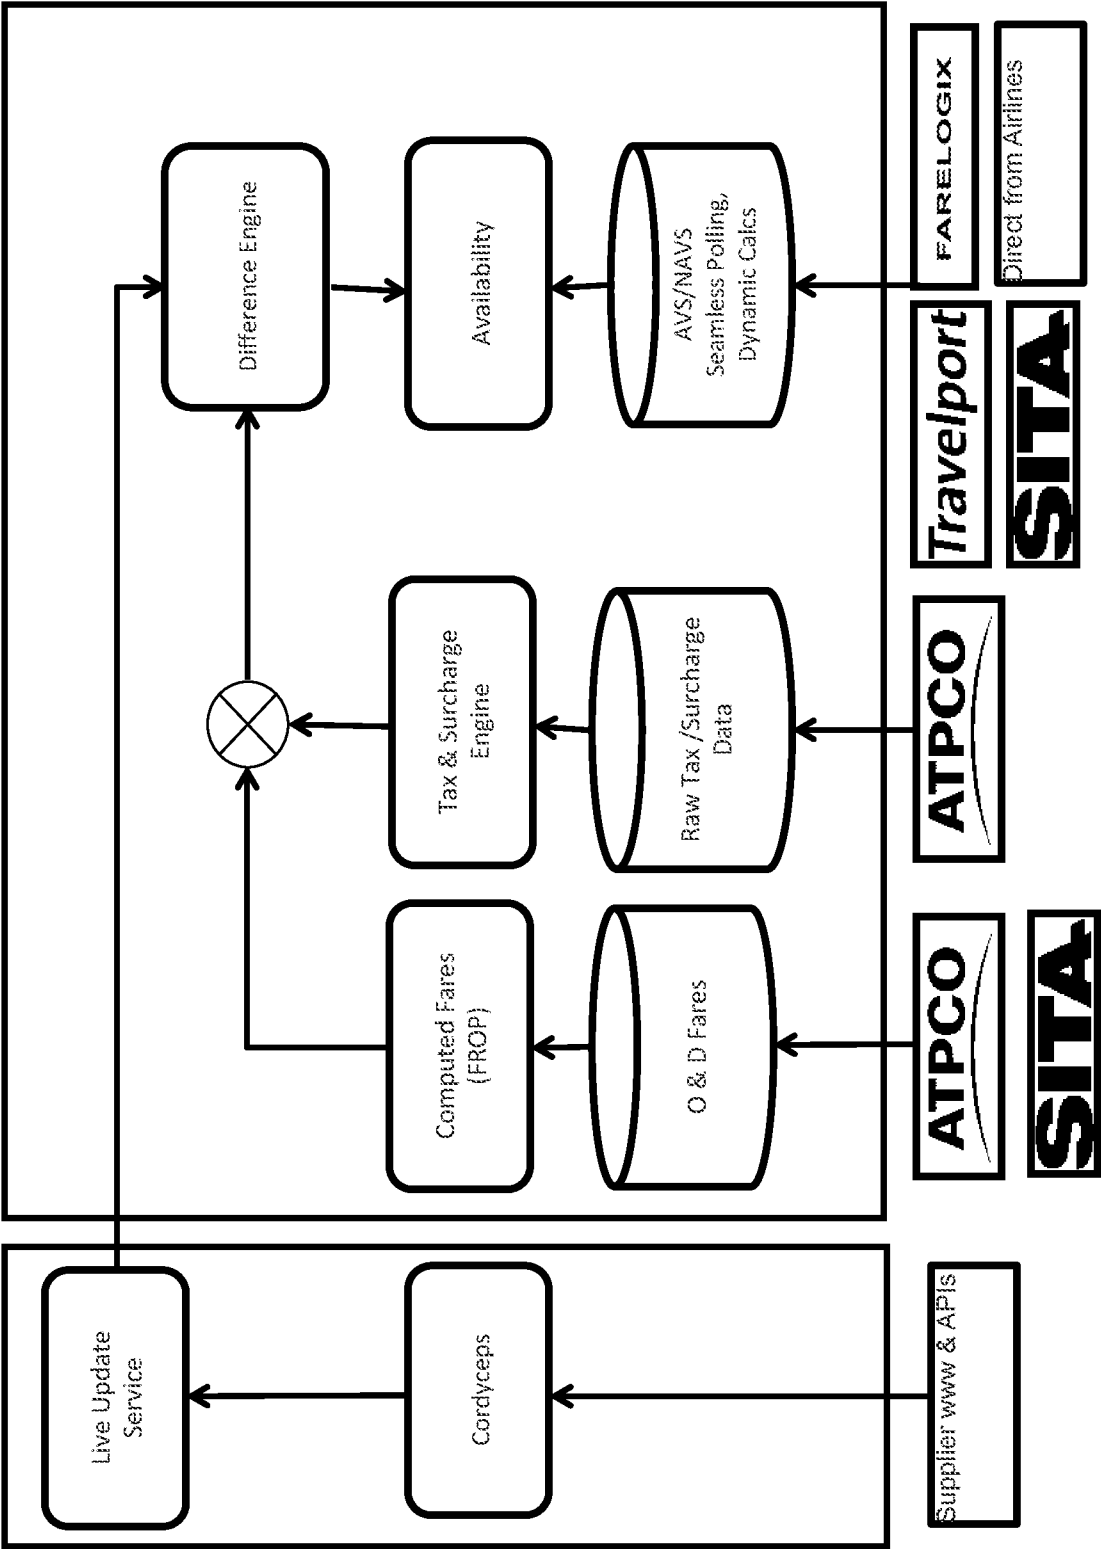 Live Update
Service
Cordyceps
Supplier www & APIs
Computed Fares
(FROP)
O & D Fares
ATPCO
SITA
Tax & Surcharge
Engine
Raw Tax /Surcharge
Data
ATPCO
Difference Engine
Availability
AVS/NAVS
Seamless Polling,
Dynamic Calcs
Travelport
SITA
FARELOGIX
Direct from Airlines